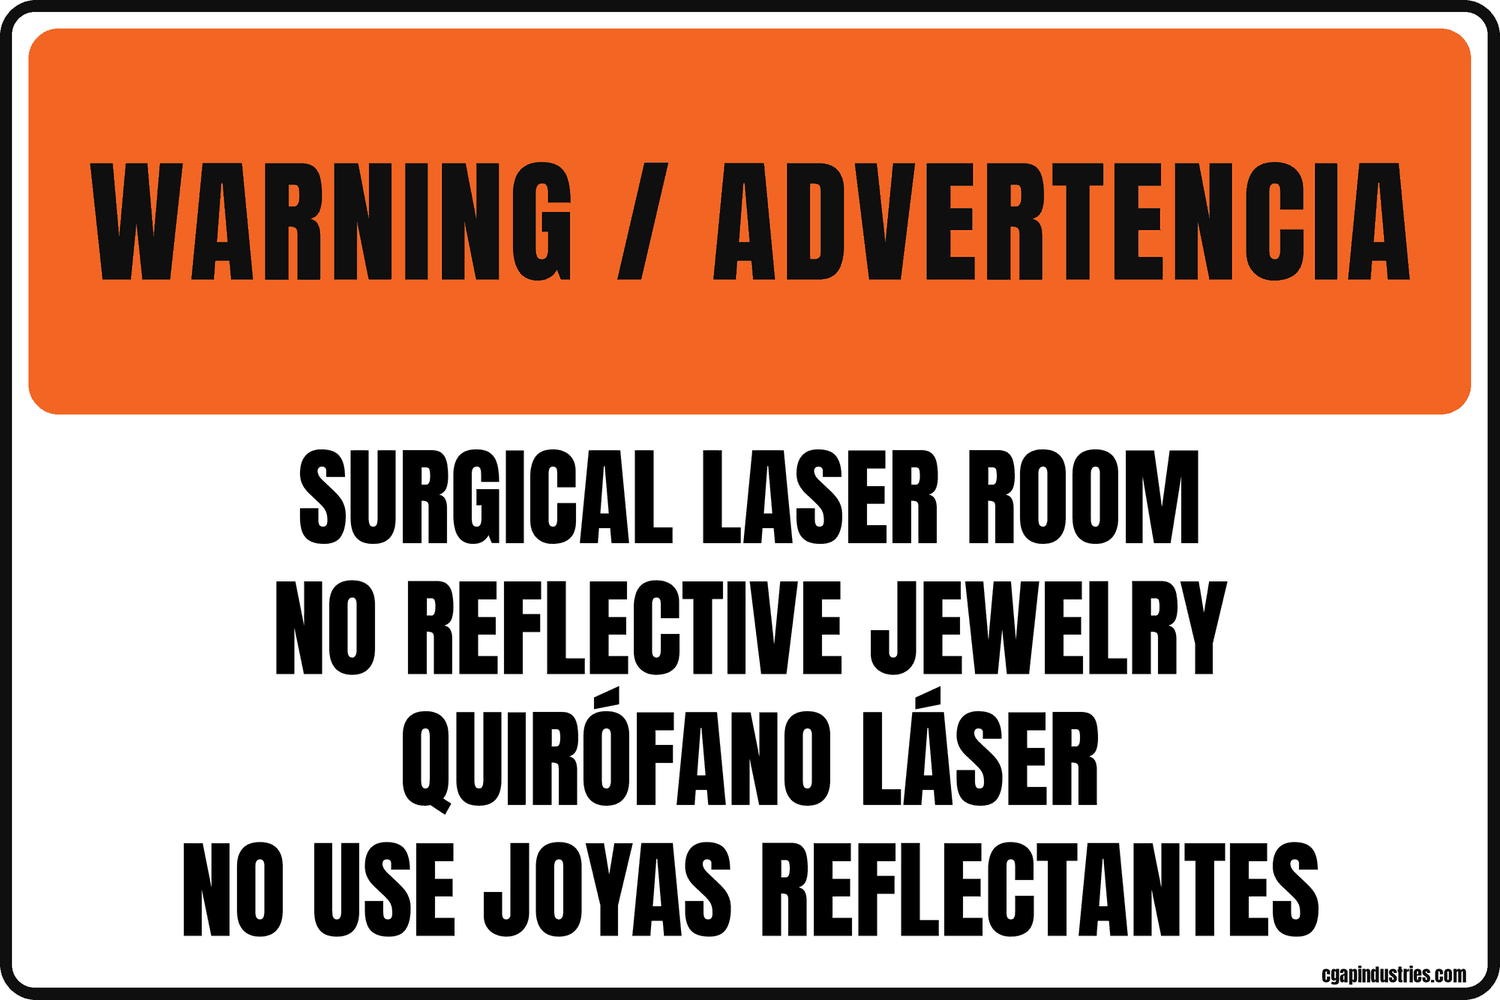 WARNING / ADVERTENCIA
SURGICAL LASER ROOM
NO REFLECTIVE JEWELRY
QUIRÓFANO LÁSER
NO USE JOYAS REFLECTANTES
cgapindustries.com